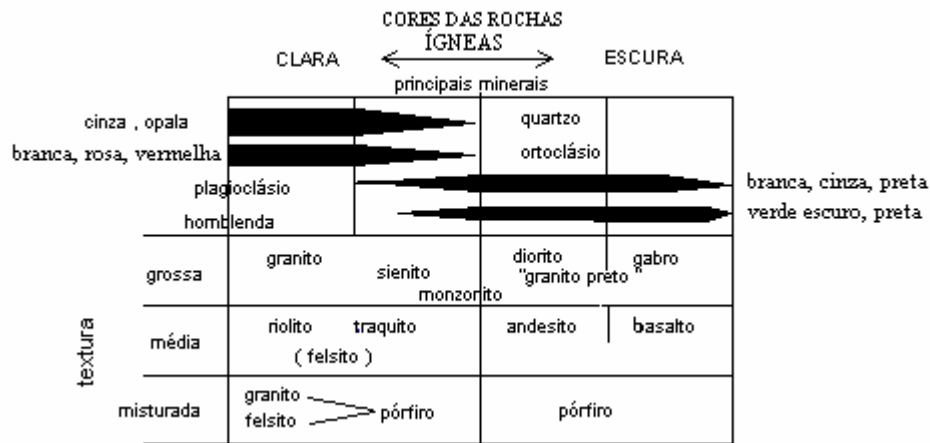 CORES DAS ROCHAS
ÍGNEAS
CLARA ESCURA
principais minerais
cinza , opala quartzo
branca, rosa, vermelha ortoclásio
plagioclásio branca, cinza, preta
hornblenda verde escuro, preta
textura
grossa granito sienito monzonito diorito "granito preto" gabro
média riolito traquito andesito basalto
( felsito )
misturada granito felsito pórfiro pórfiro